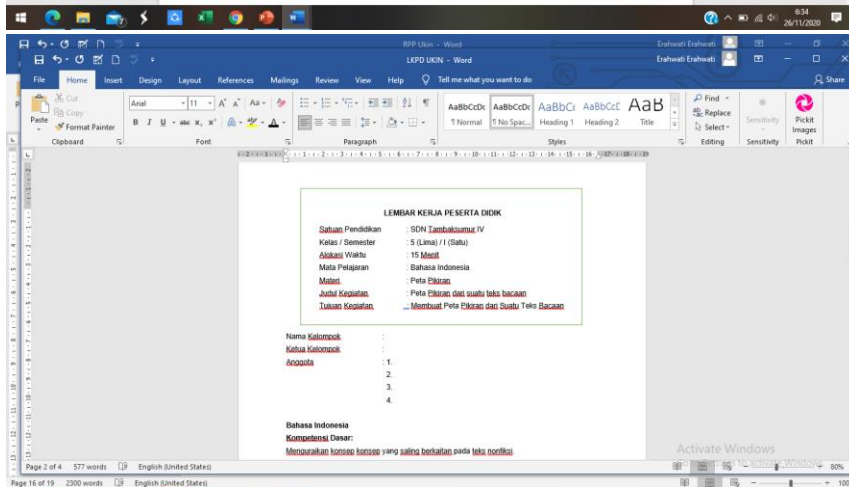 6:34
26/11/2020
RPP Ukin - Word
Erahwati Erahwati
LKPD UKIN - Word
Erahwati Erahwati
File Home Insert Design Layout References Mailings Review View Help Tell me what you want to do Share
Cut
Copy
Format Painter
Paste
Arial 11
AaBbCcDc AaBbCcDc AaBbCc AaBbCcE AaB
¶ Normal ¶ No Spac... Heading 1 Heading 2 Title
Find
Replace
Select
Sensitivity
Pickit Images
Clipboard Font Paragraph Styles Editing Sensitivity Pickit
LEMBAR KERJA PESERTA DIDIK
Satuan Pendidikan : SDN Tambaksumur IV
Kelas / Semester : 5 (Lima) / I (Satu)
Alokasi Waktu : 15 Menit
Mata Pelajaran : Bahasa Indonesia
Materi : Peta Pikiran
Judul Kegiatan : Peta Pikiran dari suatu teks bacaan
Tujuan Kegiatan : Membuat Peta Pikiran dari Suatu Teks Bacaan
Nama Kelompok :
Ketua Kelompok :
Anggota : 1.
2.
3.
4.
Bahasa Indonesia
Kompetensi Dasar:
Menguraikan konsep konsep yang saling berkaitan pada teks nonfiksi.
Activate Windows
Page 2 of 4 577 words English (United States) 80%
Page 16 of 19 2300 words English (United States) 100